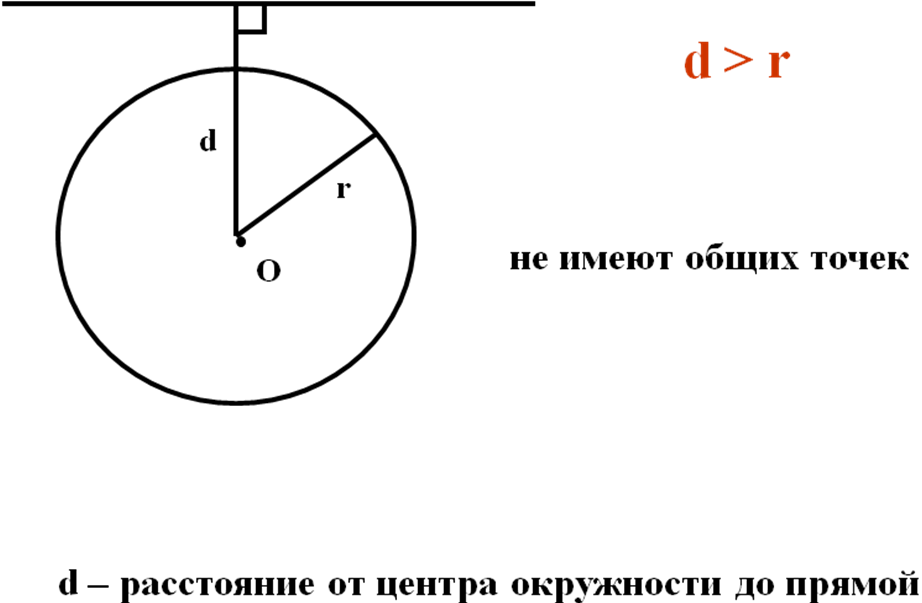 d > r
d
r
O
не имеют общих точек
d – расстояние от центра окружности до прямой